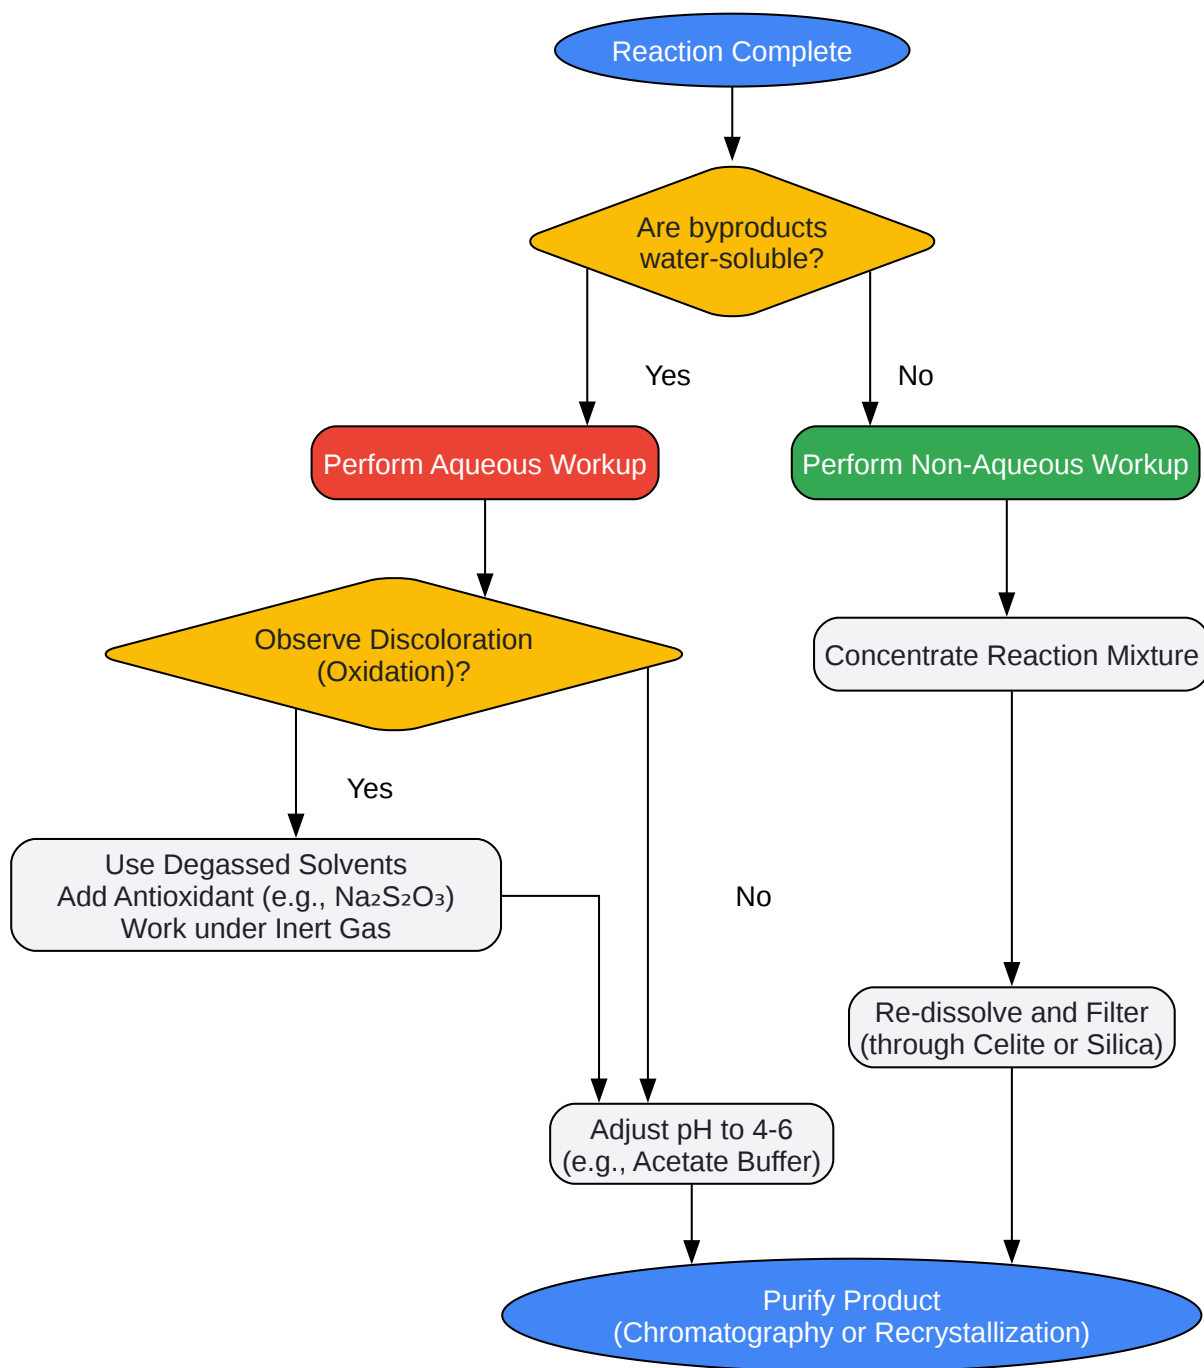 Reaction Complete
Are byproducts
water-soluble?
Yes
No
Perform Aqueous Workup
Perform Non-Aqueous Workup
Observe Discoloration
(Oxidation)?
Concentrate Reaction Mixture
Yes
Use Degassed Solvents
Add Antioxidant (e.g., Na₂S₂O₃)
Work under Inert Gas
No
Re-dissolve and Filter
(through Celite or Silica)
Adjust pH to 4-6
(e.g., Acetate Buffer)
Purify Product
(Chromatography or Recrystallization)